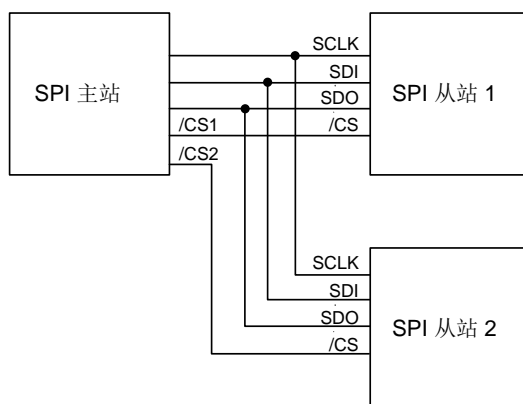 SPI 主站
/CS1
/CS2
SCLK
SDI
SDO
/CS
SPI 从站 1
SCLK
SDI
SDO
/CS
SPI 从站 2